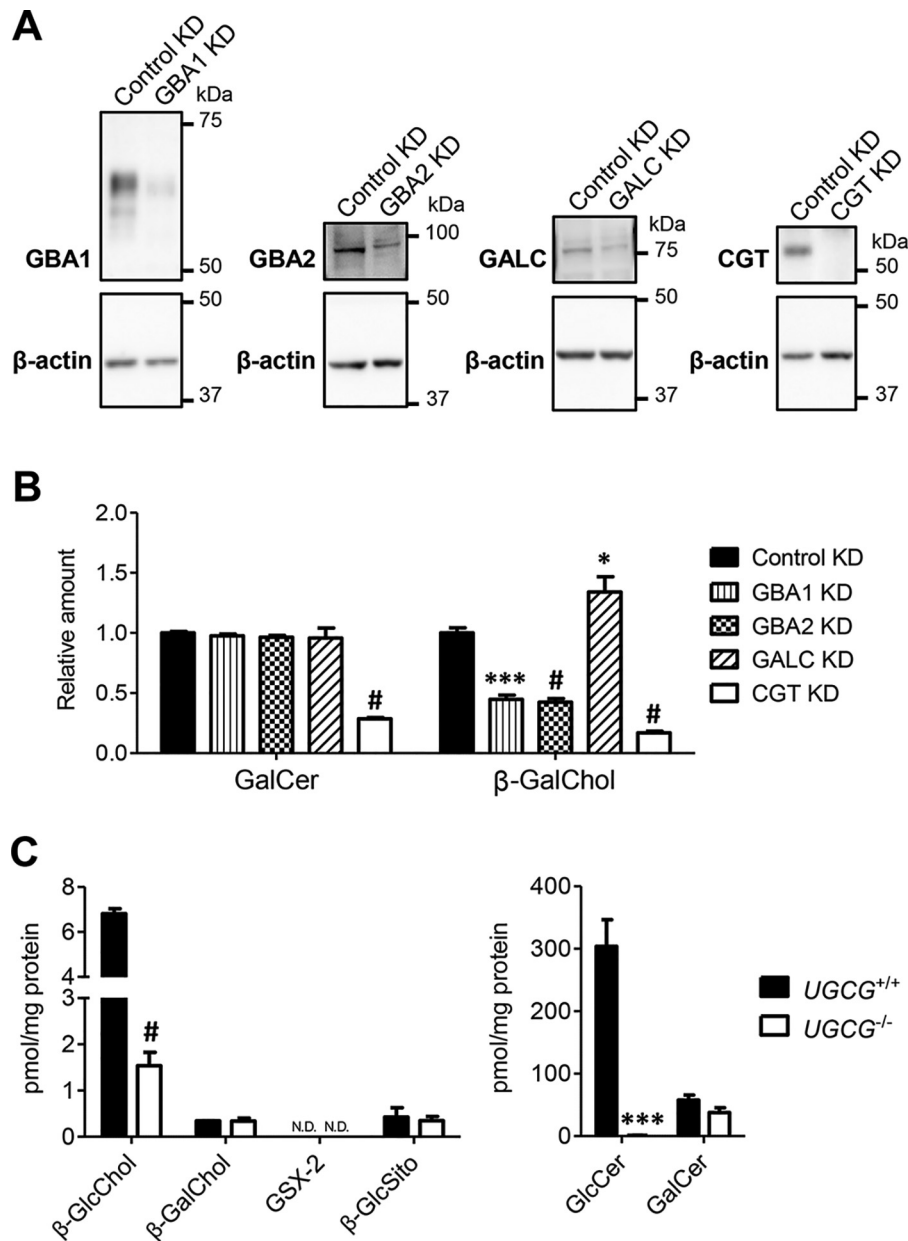 A
Control KD
GBA1 KD
kDa
75
GBA1
50
50
β-actin
37
Control KD
GBA2 KD
kDa
100
GBA2
50
β-actin
37
Control KD
GALC KD
kDa
GALC
75
50
β-actin
37
Control KD
CGT KD
kDa
CGT
50
50
β-actin
37
B
Relative amount
2.0
1.5
1.0
0.5
0.0
*
***
#
#
#
GalCer
β-GalChol
Control KD
GBA1 KD
GBA2 KD
GALC KD
CGT KD
C
pmol/mg protein
8
6
4
3
2
1
0
#
N.D. N.D.
β-GlcChol
β-GalChol
GSX-2
β-GlcSito
pmol/mg protein
400
300
200
100
0
***
GlcCer
GalCer
UGCG+/+
UGCG-/-